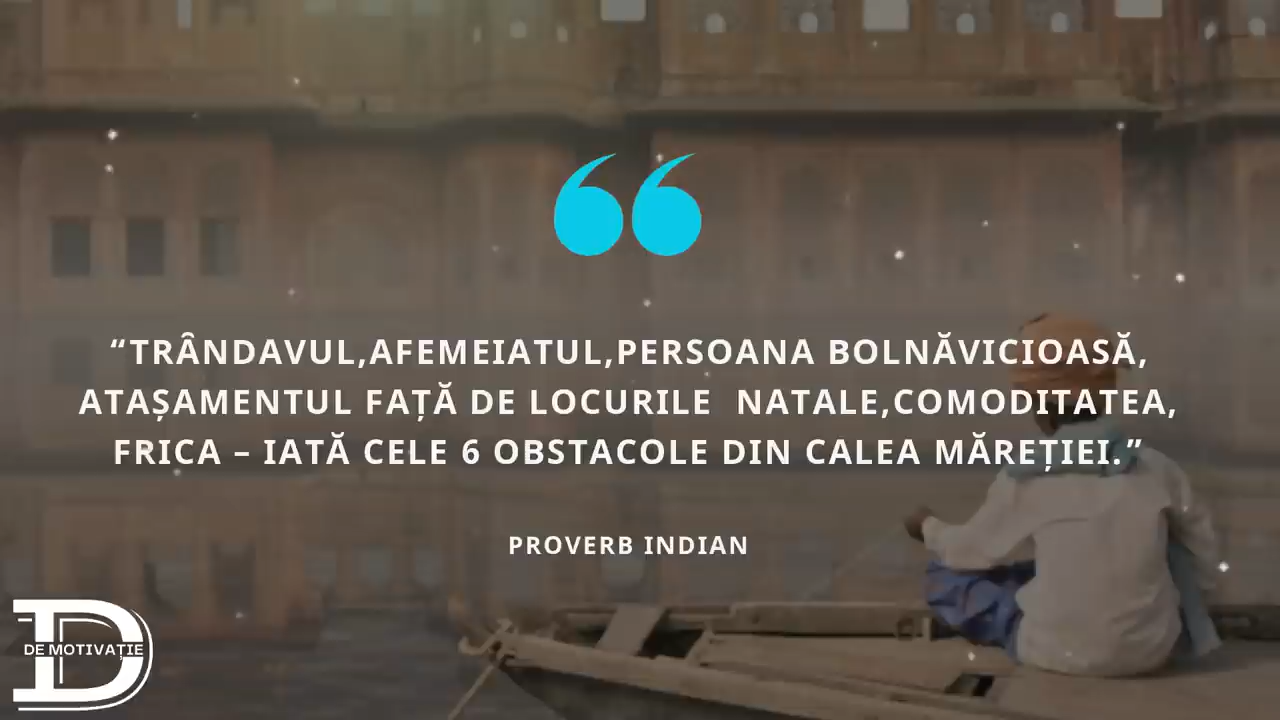 “TRÂNDAVUL,AFEMEIATUL,PERSOANA BOLNĂVICIOASĂ,
ATAȘAMENTUL FAȚĂ DE LOCURILE  NATALE,COMODITATEA,
FRICA – IATĂ CELE 6 OBSTACOLE DIN CALEA MĂREȚIEI.”
PROVERB INDIAN
DE MOTIVAȚIE